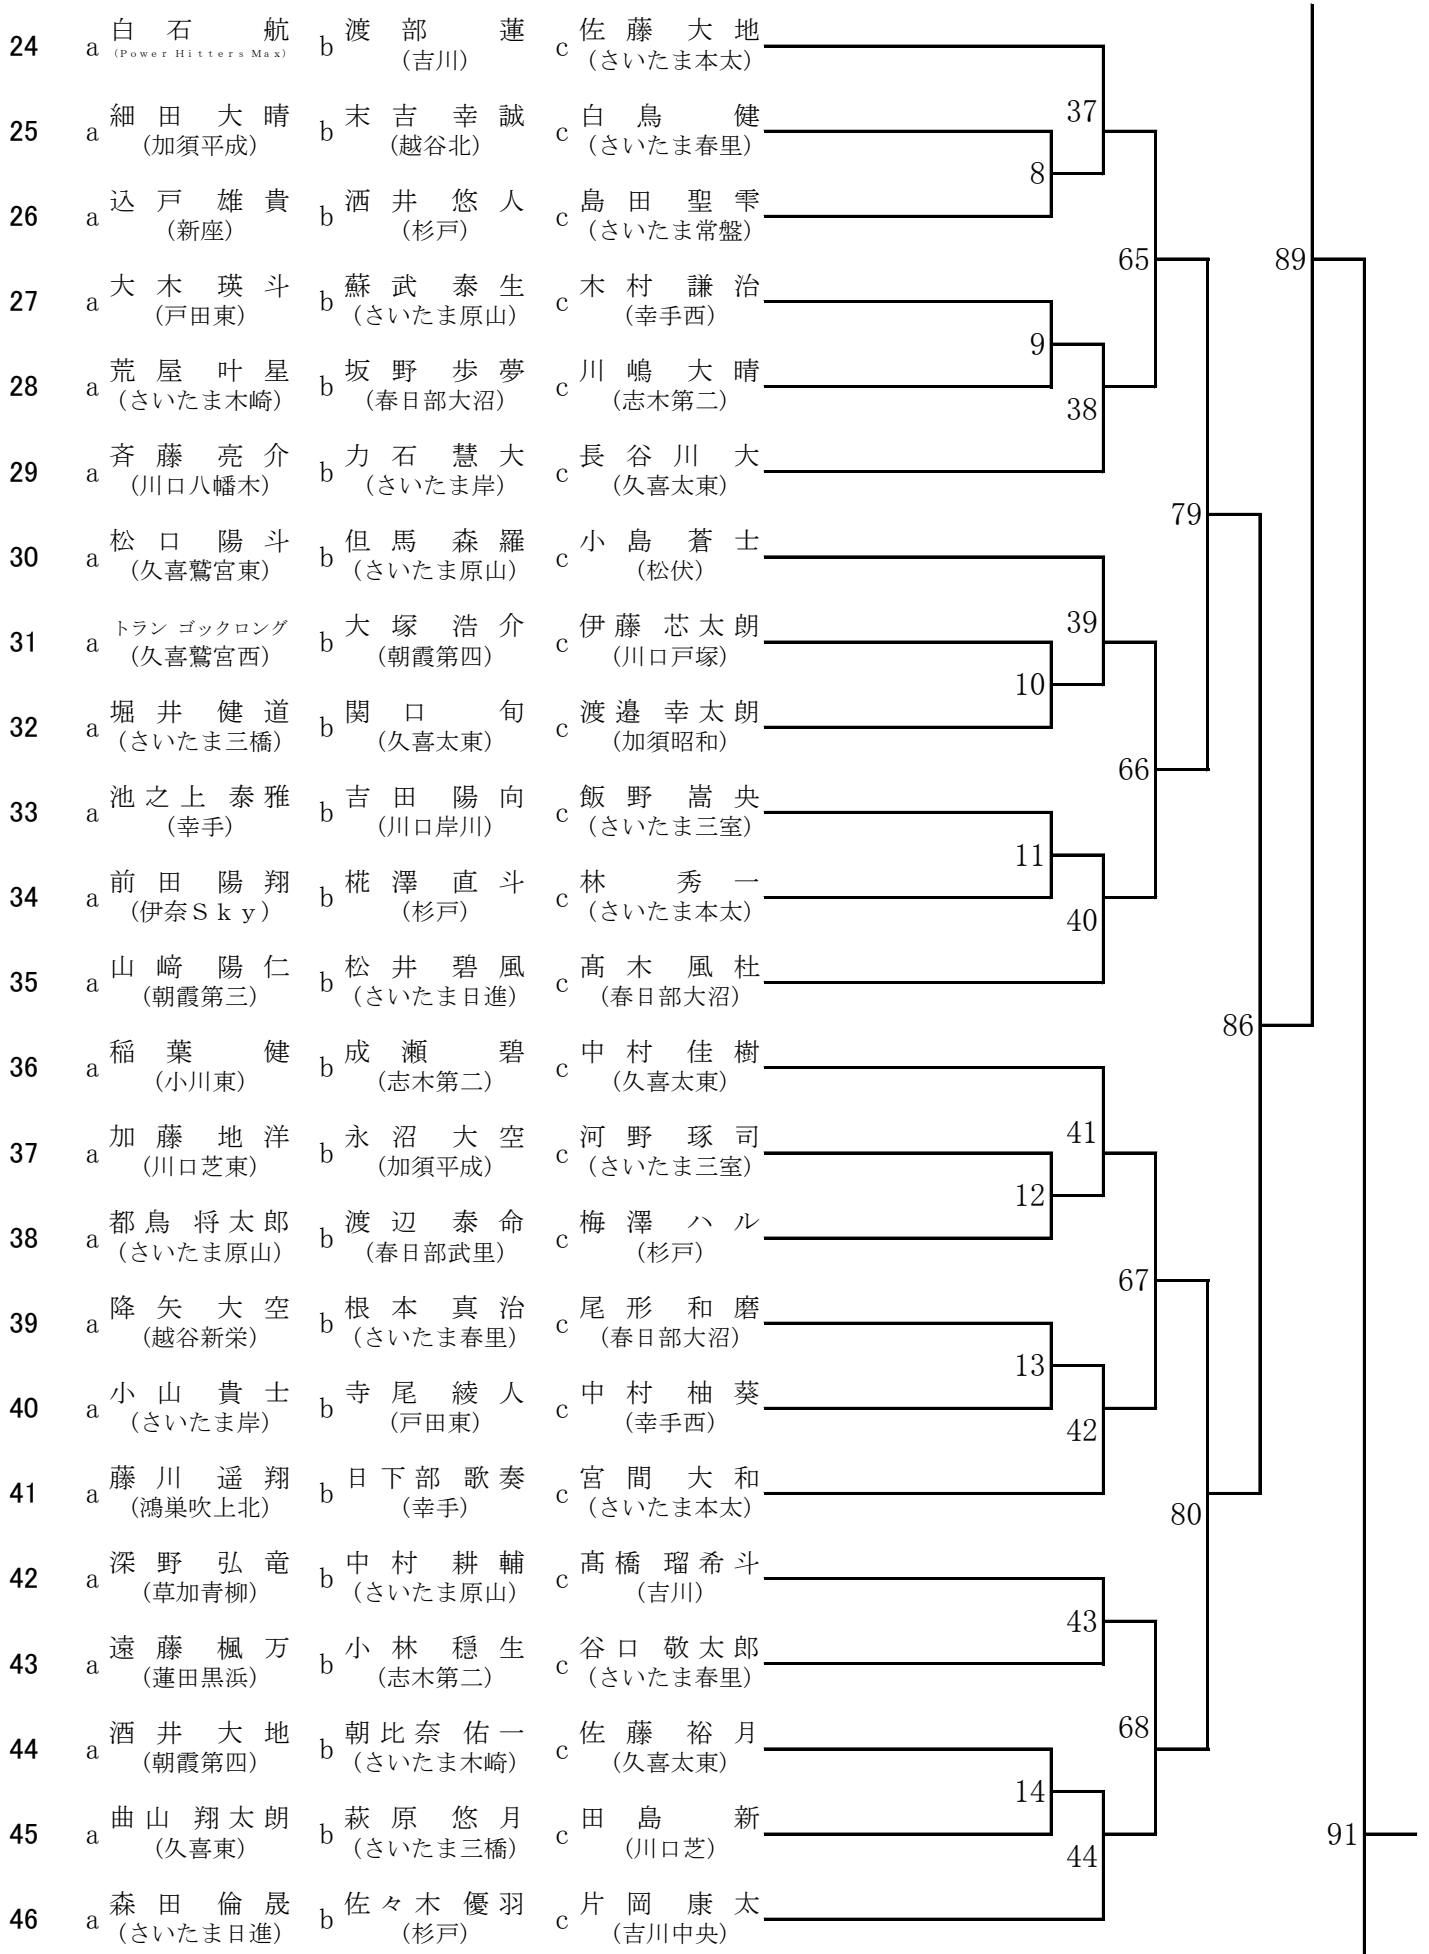 24 a 白石 航 b 渡部 蓮 c 佐藤 大地
(Power Hitters Max) (吉川) (さいたま本太)
37
25 a 細田 大晴 b 末吉 幸誠 c 白鳥 健
(加須平成) (越谷北) (さいたま春里)
8
26 a 込戸 雄貴 b 洒井 悠人 c 島田 聖雫
(新座) (杉戸) (さいたま常盤)
65 89
27 a 大木 瑛斗 b 蘇武 泰生 c 木村 謙治
(戸田東) (さいたま原山) (幸手西)
9
28 a 荒屋 叶星 b 坂野 歩夢 c 川嶋 大晴
(さいたま木崎) (春日部大沼) (志木第二)
38
29 a 斉藤 亮介 b 力石 慧大 c 長谷川 大
(川口八幡木) (さいたま岸) (久喜太東)
79
30 a 松口 陽斗 b 但馬 森羅 c 小島 蒼士
(久喜鷲宮東) (さいたま原山) (松伏)
39
31 a トラン ゴックロング b 大塚 浩介 c 伊藤 芯太朗
(久喜鷲宮西) (朝霞第四) (川口戸塚)
10
32 a 堀井 健道 b 関口 旬 c 渡邉 幸太朗
(さいたま三橋) (久喜太東) (加須昭和)
66
33 a 池之上 泰雅 b 吉田 陽向 c 飯野 嵩央
(幸手) (川口岸川) (さいたま三室)
11
34 a 前田 陽翔 b 椛澤 直斗 c 林 秀一
(伊奈Ｓｋｙ) (杉戸) (さいたま本太)
40
35 a 山﨑 陽仁 b 松井 碧風 c 髙木 風杜
(朝霞第三) (さいたま日進) (春日部大沼)
86
36 a 稲葉 健 b 成瀬 碧 c 中村 佳樹
(小川東) (志木第二) (久喜太東)
41
37 a 加藤 地洋 b 永沼 大空 c 河野 琢司
(川口芝東) (加須平成) (さいたま三室)
12
38 a 都鳥 将太郎 b 渡辺 泰命 c 梅澤 ハル
(さいたま原山) (春日部武里) (杉戸)
67
39 a 降矢 大空 b 根本 真治 c 尾形 和磨
(越谷新栄) (さいたま春里) (春日部大沼)
13
40 a 小山 貴士 b 寺尾 綾人 c 中村 柚葵
(さいたま岸) (戸田東) (幸手西)
42
41 a 藤川 遥翔 b 日下部 歌奏 c 宮間 大和
(鴻巣吹上北) (幸手) (さいたま本太)
80
42 a 深野 弘竜 b 中村 耕輔 c 髙橋 瑠希斗
(草加青柳) (さいたま原山) (吉川)
43
43 a 遠藤 楓万 b 小林 穏生 c 谷口 敬太郎
(蓮田黒浜) (志木第二) (さいたま春里)
68
44 a 酒井 大地 b 朝比奈 佑一 c 佐藤 裕月
(朝霞第四) (さいたま木崎) (久喜太東)
14
45 a 曲山 翔太朗 b 萩原 悠月 c 田島 新
(久喜東) (さいたま三橋) (川口芝)
91
44
46 a 森田 倫晟 b 佐々木 優羽 c 片岡 康太
(さいたま日進) (杉戸) (吉川中央)